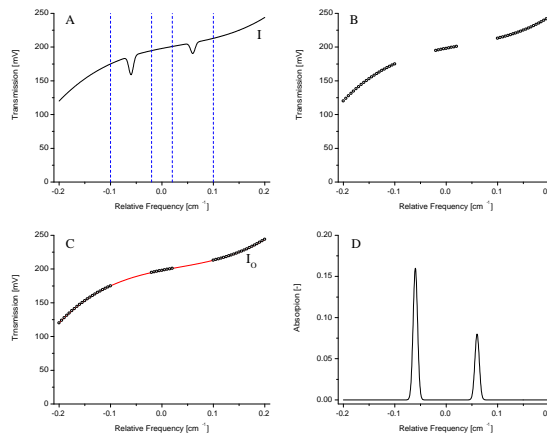 A
I
Transmission [mV]
250
200
150
100
50
0
-0.2 -0.1 0.0 0.1 0.2
Relative Frequency [cm⁻¹]
B
Transmission [mV]
250
200
150
100
50
0
-0.2 -0.1 0.0 0.1 0.2
Relative Frequency [cm⁻¹]
C
I₀
Trnsmission [mV]
250
200
150
100
50
0
-0.2 -0.1 0.0 0.1 0.2
Relative Frequency [cm⁻¹]
D
Absorpion [-]
0.20
0.15
0.10
0.05
0.00
-0.2 -0.1 0.0 0.1 0.2
Relative Frequency [cm⁻¹]